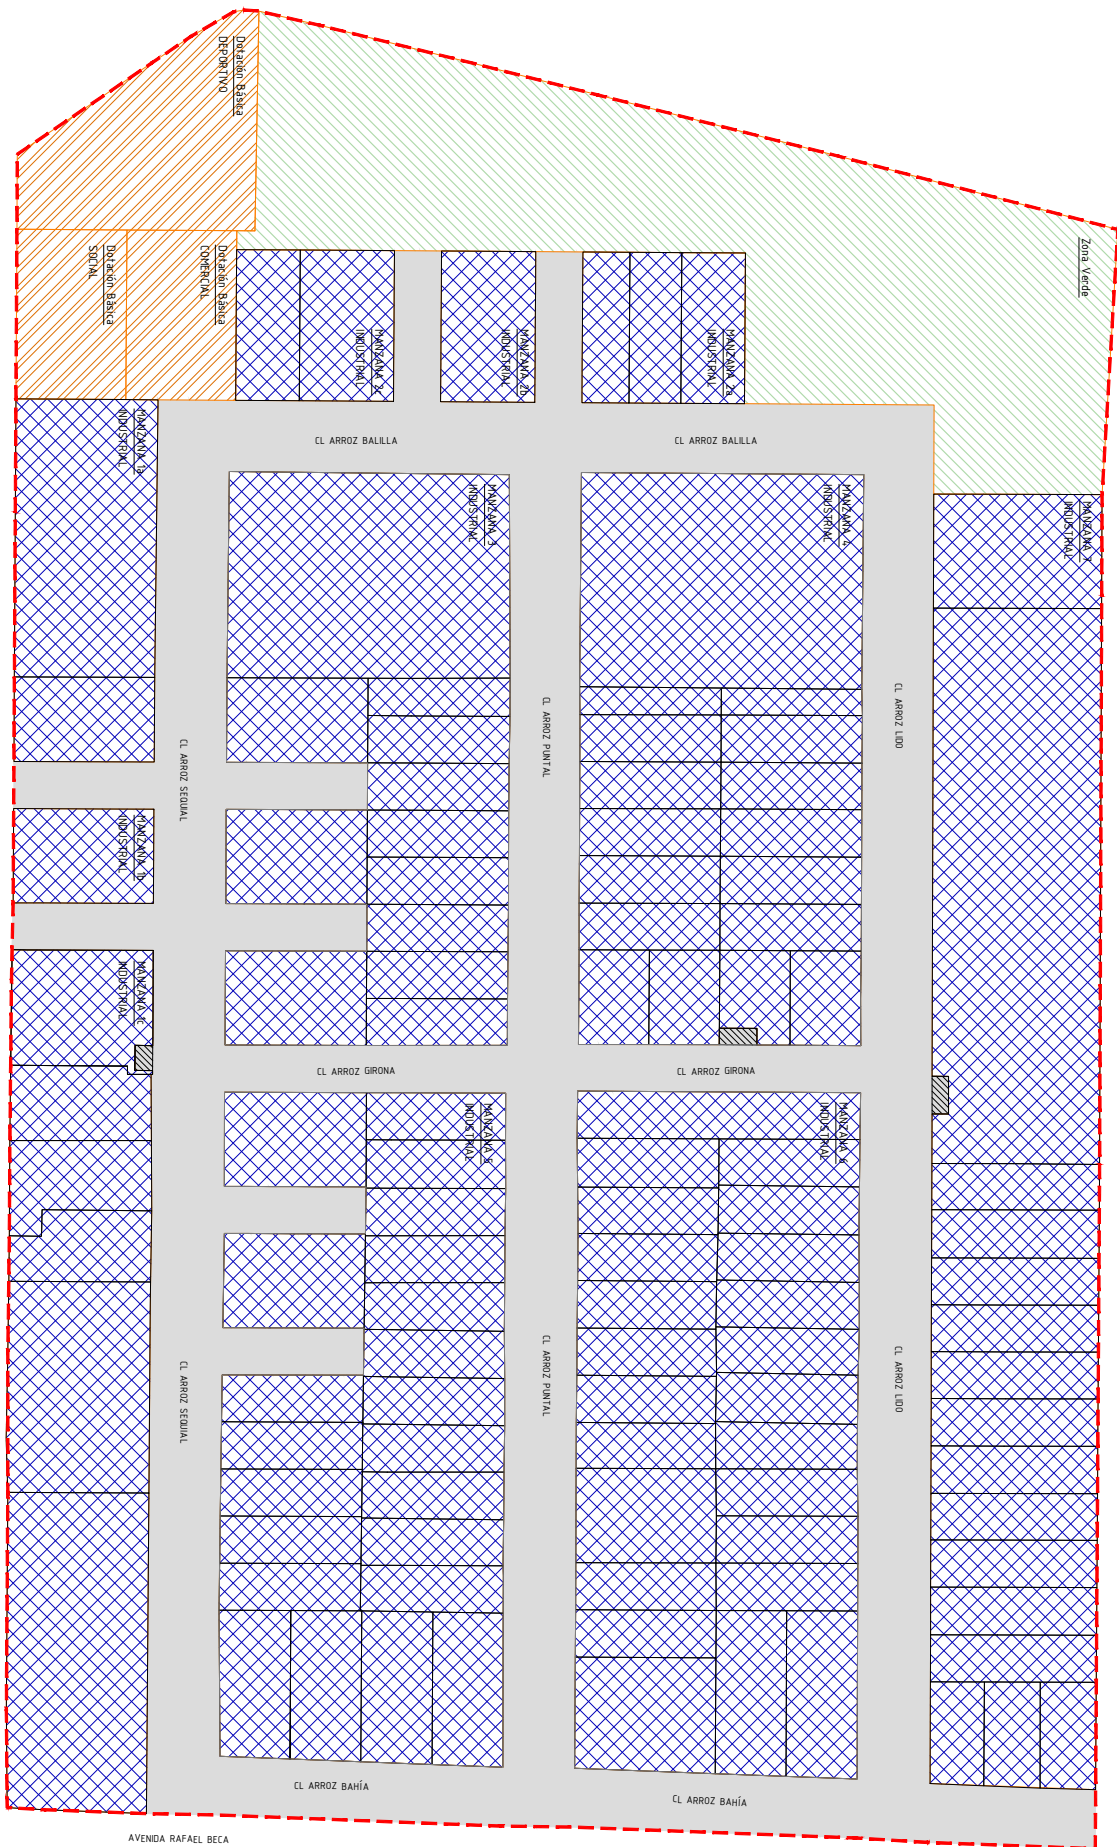 Dotación Básica
DEPORTIVO
Zona Verde
Dotación Básica
SOCIAL
Dotación Básica
COMERCIAL
MANZANA 2c
INDUSTRIAL
MANZANA 2b
INDUSTRIAL
MANZANA 2a
INDUSTRIAL
MANZANA 1a
INDUSTRIAL
CL ARROZ BALILLA
CL ARROZ BALILLA
MANZANA 3
INDUSTRIAL
MANZANA 4
INDUSTRIAL
MANZANA 7
INDUSTRIAL
CL ARROZ SEQUIAL
CL ARROZ PUNTAL
CL ARROZ LIDO
MANZANA 1b
INDUSTRIAL
MANZANA 1c
INDUSTRIAL
CL ARROZ GIRONA
CL ARROZ GIRONA
MANZANA 5
INDUSTRIAL
MANZANA 6
INDUSTRIAL
CL ARROZ SEQUIAL
CL ARROZ PUNTAL
CL ARROZ LIDO
CL ARROZ BAHÍA
CL ARROZ BAHÍA
AVENIDA RAFAEL BECA